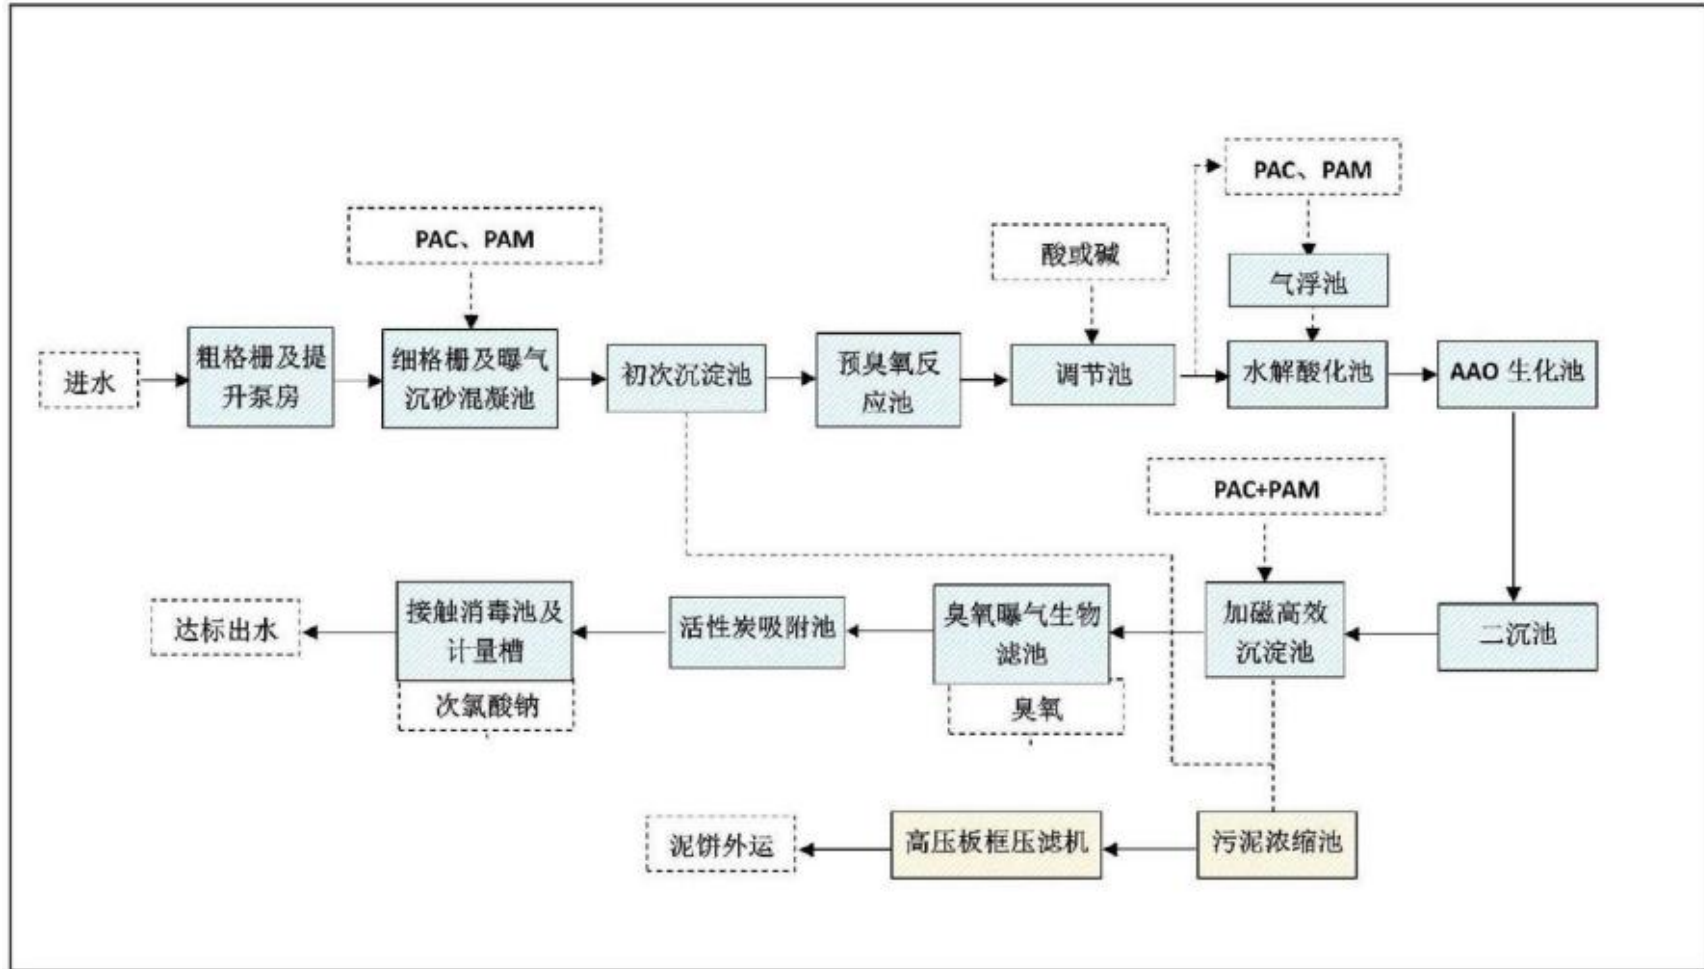 PAC、PAM
PAC、PAM
酸或碱
气浮池
进水
粗格栅及提
升泵房
细格栅及曝气
沉砂混凝池
初次沉淀池
预臭氧反
应池
调节池
水解酸化池
AAO 生化池
PAC+PAM
达标出水
接触消毒池及
计量槽
次氯酸钠
活性炭吸附池
臭氧曝气生物
滤池
臭氧
加磁高效
沉淀池
二沉池
泥饼外运
高压板框压滤机
污泥浓缩池